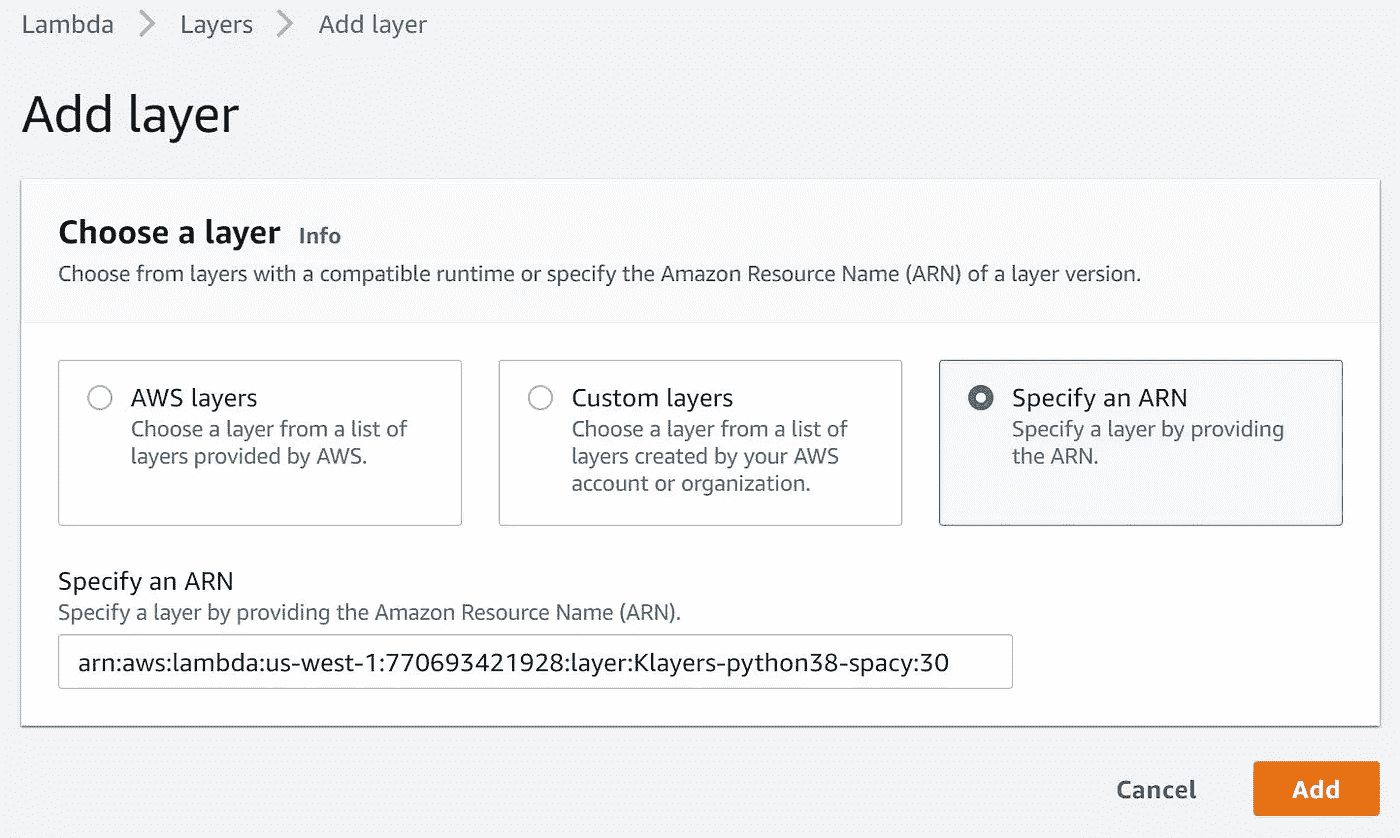 Lambda > Layers > Add layer
Add layer
Choose a layer Info
Choose from layers with a compatible runtime or specify the Amazon Resource Name (ARN) of a layer version.
AWS layers
Choose a layer from a list of
layers provided by AWS.
Custom layers
Choose a layer from a list of
layers created by your AWS
account or organization.
Specify an ARN
Specify a layer by providing
the ARN.
Specify an ARN
Specify a layer by providing the Amazon Resource Name (ARN).
arn:aws:lambda:us-west-1:770693421928:layer:Klayers-python38-spacy:30
Cancel Add